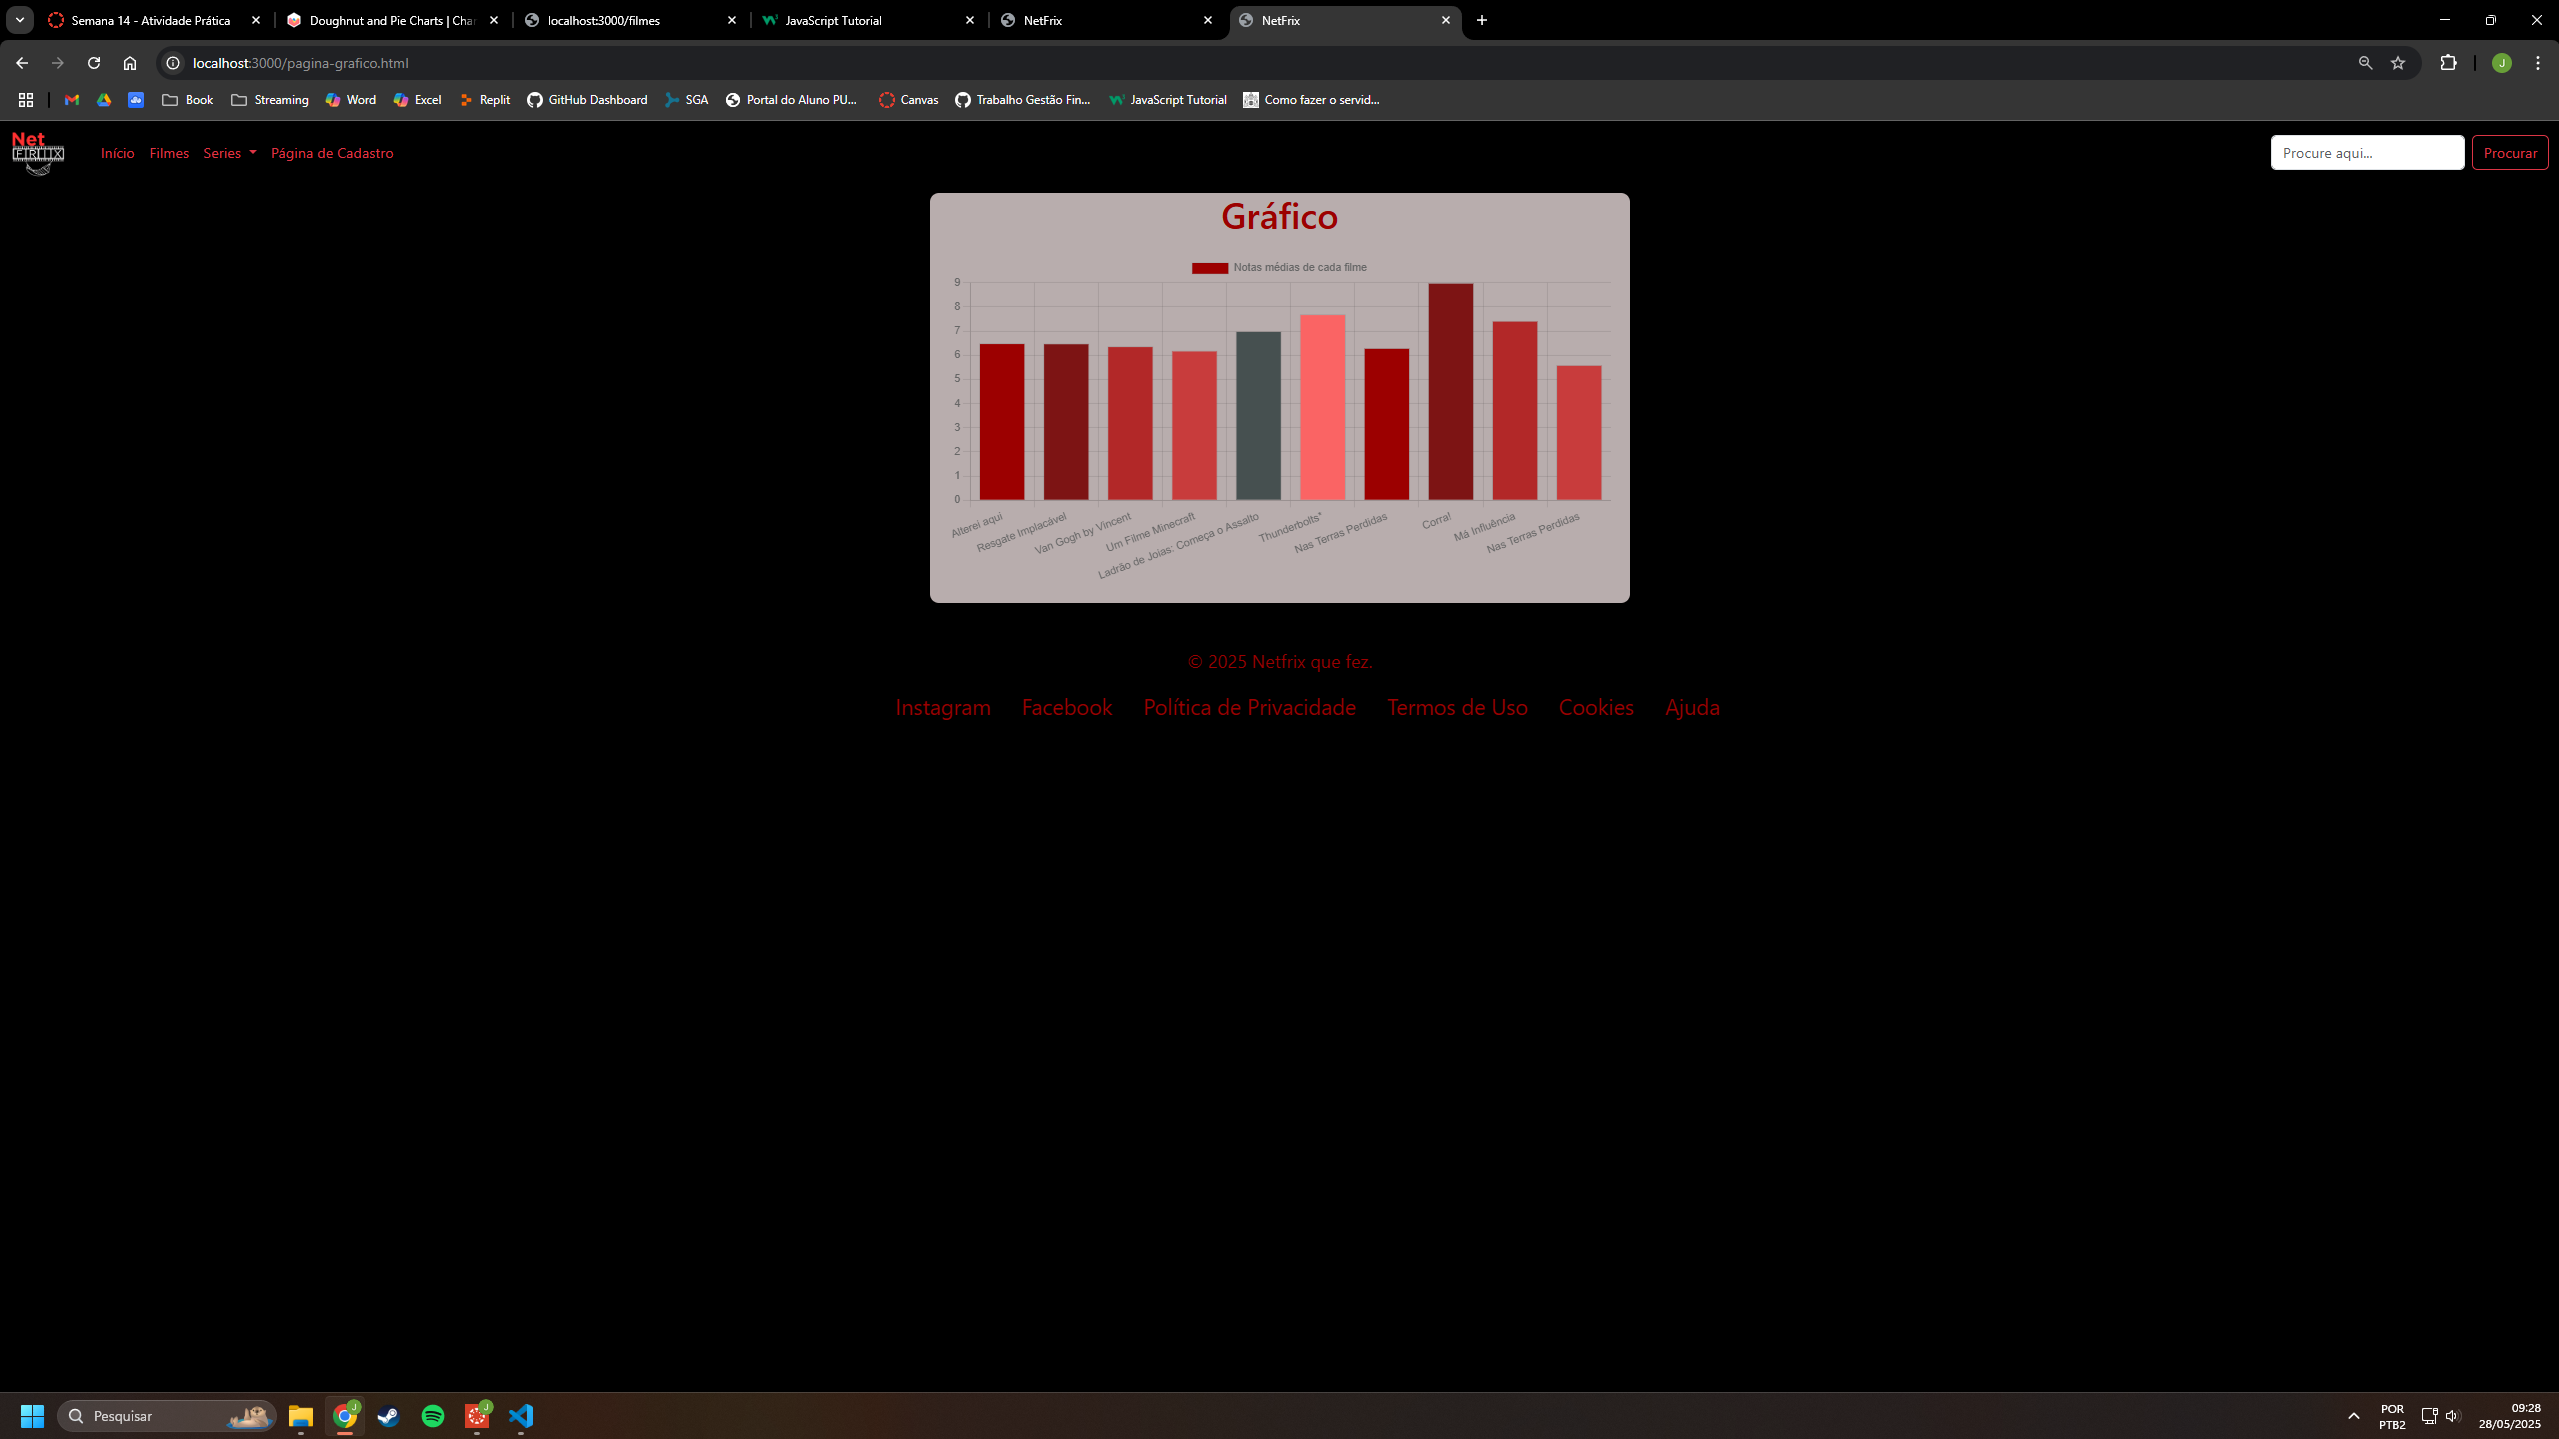 Semana 14 - Atividade Prática
Doughnut and Pie Charts | Cha
localhost:3000/filmes
JavaScript Tutorial
NetFrix
NetFrix
localhost:3000/pagina-grafico.html
Book
Streaming
Word
Excel
Replit
GitHub Dashboard
SGA
Portal do Aluno PU...
Canvas
Trabalho Gestão Fin...
JavaScript Tutorial
Como fazer o servid...
J
Net
FRIX
Início
Filmes
Series
Página de Cadastro
Procure aqui...
Procurar
Gráfico
Notas médias de cada filme
9
8
7
6
5
4
3
2
1
0
Alterei aqui
Resgate Implacável
Van Gogh by Vincent
Um Filme Minecraft
Ladrão de Joias: Começa o Assalto
Thunderbolts*
Nas Terras Perdidas
Corra!
Má Influência
Nas Terras Perdidas
© 2025 Netfrix que fez.
Instagram Facebook Política de Privacidade Termos de Uso Cookies Ajuda
Pesquisar
J
J
POR
PTB2
09:28
28/05/2025